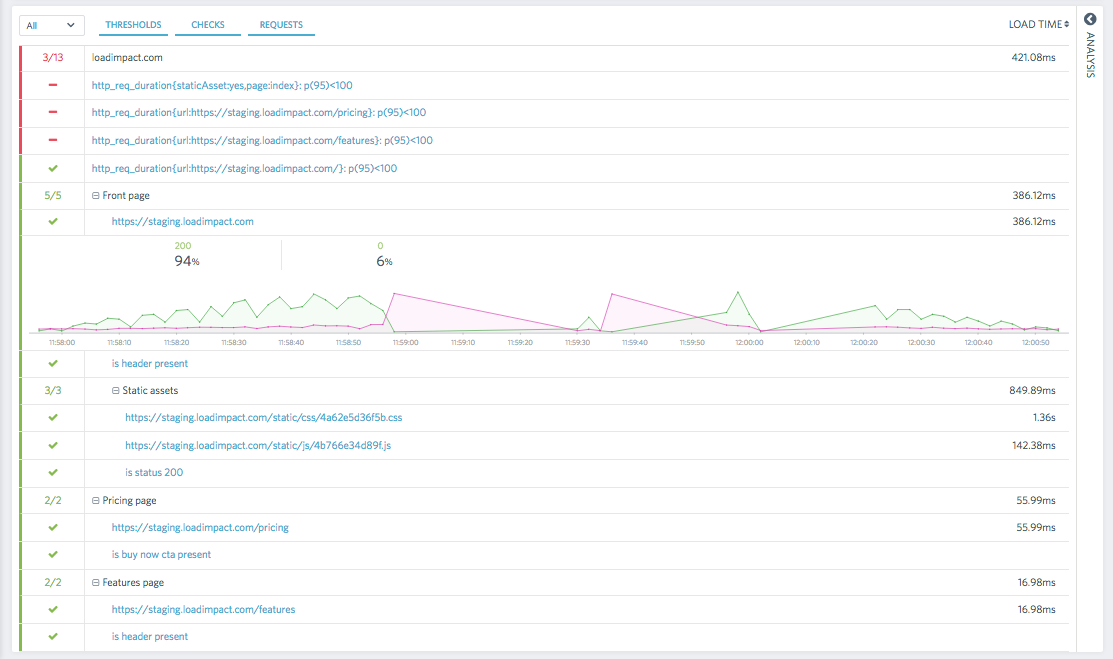 All THRESHOLDS CHECKS REQUESTS LOAD TIME
ANALYSIS
3/13 loadimpact.com 421.08ms
http_req_duration{staticAsset:yes,page:index}: p(95)<100
http_req_duration{url:https://staging.loadimpact.com/pricing}: p(95)<100
http_req_duration{url:https://staging.loadimpact.com/features}: p(95)<100
http_req_duration{url:https://staging.loadimpact.com/}: p(95)<100
5/5 Front page 386.12ms
https://staging.loadimpact.com 386.12ms
200 0
94% 6%
11:58:00 11:58:10 11:58:20 11:58:30 11:58:40 11:58:50 11:59:00 11:59:10 11:59:20 11:59:30 11:59:40 11:59:50 12:00:00 12:00:10 12:00:20 12:00:30 12:00:40 12:00:50
is header present
3/3 Static assets 849.89ms
https://staging.loadimpact.com/static/css/4a62e5d36f5b.css 1.36s
https://staging.loadimpact.com/static/js/4b766e34d89f.js 142.38ms
is status 200
2/2 Pricing page 55.99ms
https://staging.loadimpact.com/pricing 55.99ms
is buy now cta present
2/2 Features page 16.98ms
https://staging.loadimpact.com/features 16.98ms
is header present